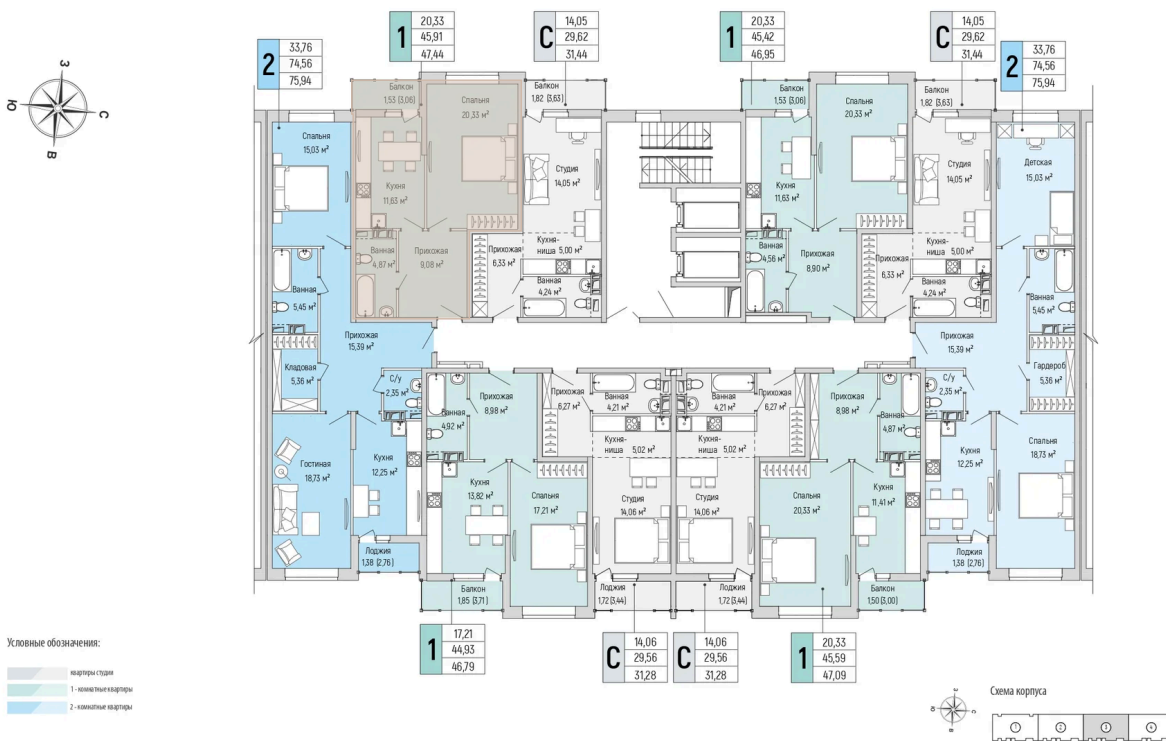 1
20,33
45,91
47,44
С
14,05
29,62
31,44
1
20,33
45,42
46,95
С
14,05
29,62
31,44
2
33,76
74,56
75,94
2
33,76
74,56
75,94
З
Ю
С
В
Балкон
1,53 (3,06)
Спальня
20,33 м²
Балкон
1,82 (3,63)
Балкон
1,53 (3,06)
Спальня
20,33 м²
Балкон
1,82 (3,63)
Спальня
15,03 м²
Кухня
11,63 м²
Студия
14,05 м²
Кухня
11,63 м²
Студия
14,05 м²
Детская
15,03 м²
Ванная
4,87 м²
Прихожая
9,08 м²
Прихожая
6,33 м²
Кухня-
ниша 5,00 м²
Ванная
4,24 м²
Ванная
4,56 м²
Прихожая
8,90 м²
Прихожая
6,33 м²
Кухня-
ниша 5,00 м²
Ванная
4,24 м²
Ванная
5,45 м²
Ванная
5,45 м²
Прихожая
15,39 м²
Прихожая
15,39 м²
Кладовая
5,36 м²
С/у
2,35 м²
Ванная
4,92 м²
Прихожая
8,98 м²
Прихожая
6,27 м²
Ванная
4,21 м²
Ванная
4,21 м²
Прихожая
6,27 м²
Прихожая
8,98 м²
Ванная
4,87 м²
С/у
2,35 м²
Гардероб
5,36 м²
Кухня-
ниша 5,02 м²
Кухня-
ниша 5,02 м²
Гостиная
18,73 м²
Кухня
12,25 м²
Кухня
13,82 м²
Спальня
17,21 м²
Студия
14,06 м²
Студия
14,06 м²
Спальня
20,33 м²
Кухня
11,41 м²
Кухня
12,25 м²
Спальня
18,73 м²
Лоджия
1,38 (2,76)
Балкон
1,85 (3,71)
Лоджия
1,72 (3,44)
Лоджия
1,72 (3,44)
Балкон
1,50 (3,00)
Лоджия
1,38 (2,76)
1
17,21
44,93
46,79
С
14,06
29,56
31,28
С
14,06
29,56
31,28
1
20,33
45,59
47,09
Условные обозначения:
квартиры студии
1 - комнатные квартиры
2 - комнатные квартиры
З
Ю
С
В
Схема корпуса
1
2
3
4